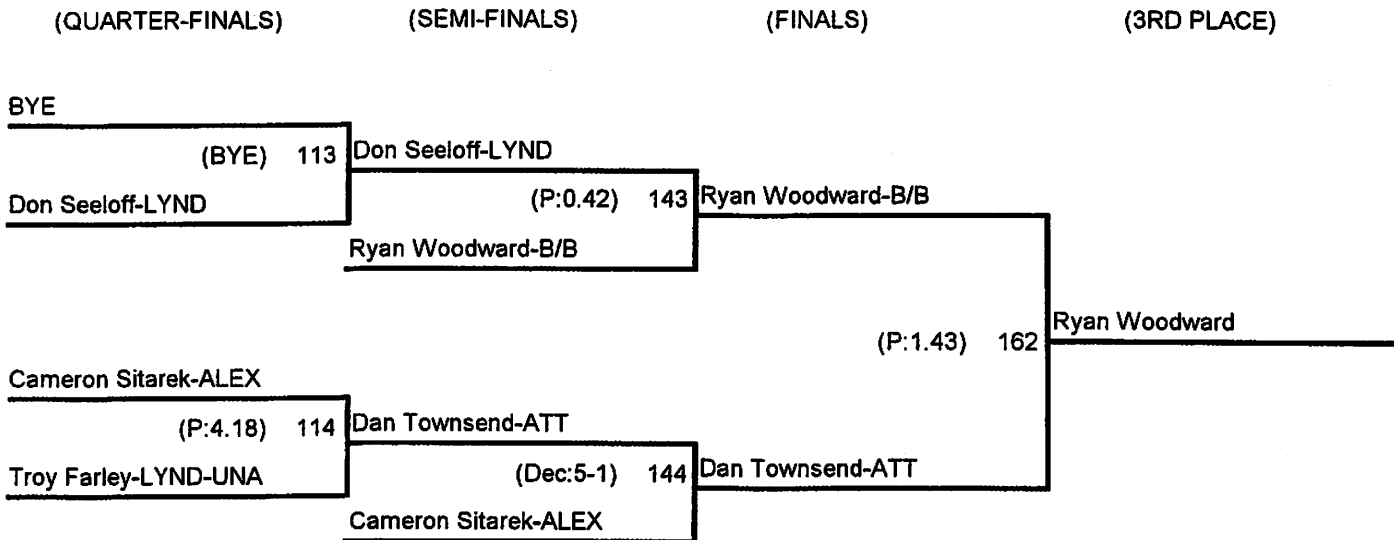 (QUARTER-FINALS) (SEMI-FINALS) (FINALS) (3RD PLACE)
BYE
(BYE) 113 Don Seeloff-LYND
Don Seeloff-LYND
(P:0.42) 143 Ryan Woodward-B/B
Ryan Woodward-B/B
(P:1.43) 162 Ryan Woodward
Cameron Sitarek-ALEX
(P:4.18) 114 Dan Townsend-ATT
Troy Farley-LYND-UNA
(Dec:5-1) 144 Dan Townsend-ATT
Cameron Sitarek-ALEX